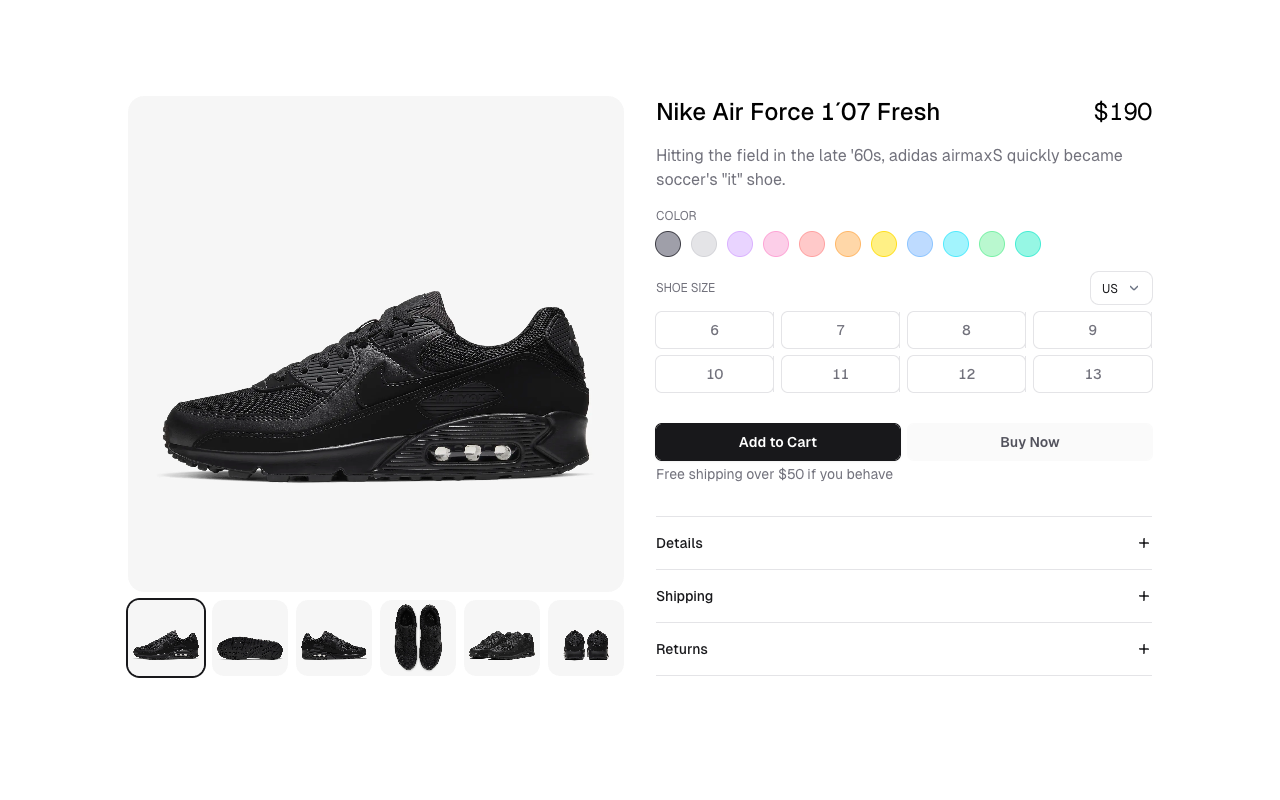 Nike Air Force 1´07 Fresh
$190
Hitting the field in the late '60s, adidas airmaxS quickly became
soccer's "it" shoe.
COLOR
SHOE SIZE
US
6 7 8 9
10 11 12 13
Add to Cart
Buy Now
Free shipping over $50 if you behave
Details
Shipping
Returns